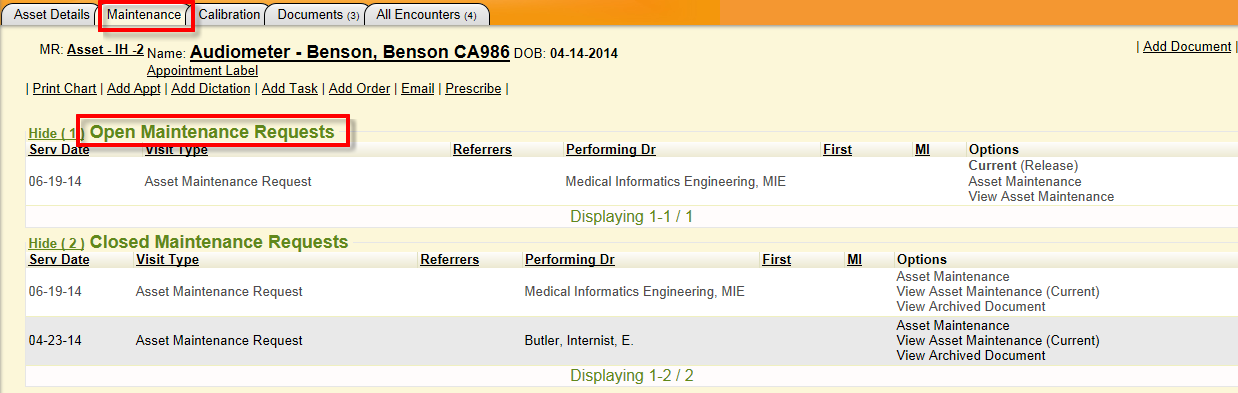 Asset Details Maintenance Calibration Documents (3) All Encounters (4)
MR: Asset - IH -2 Name: Audiometer - Benson, Benson CA986 DOB: 04-14-2014 | Add Document |
Appointment Label
| Print Chart | Add Appt | Add Dictation | Add Task | Add Order | Email | Prescribe |
Hide ( 1 ) Open Maintenance Requests
Serv Date Visit Type Referrers Performing Dr First MI Options
Current (Release)
06-19-14 Asset Maintenance Request Medical Informatics Engineering, MIE Asset Maintenance
View Asset Maintenance
Displaying 1-1 / 1
Hide ( 2 ) Closed Maintenance Requests
Serv Date Visit Type Referrers Performing Dr First MI Options
Asset Maintenance
06-19-14 Asset Maintenance Request Medical Informatics Engineering, MIE View Asset Maintenance (Current)
View Archived Document
Asset Maintenance
04-23-14 Asset Maintenance Request Butler, Internist, E. View Asset Maintenance (Current)
View Archived Document
Displaying 1-2 / 2